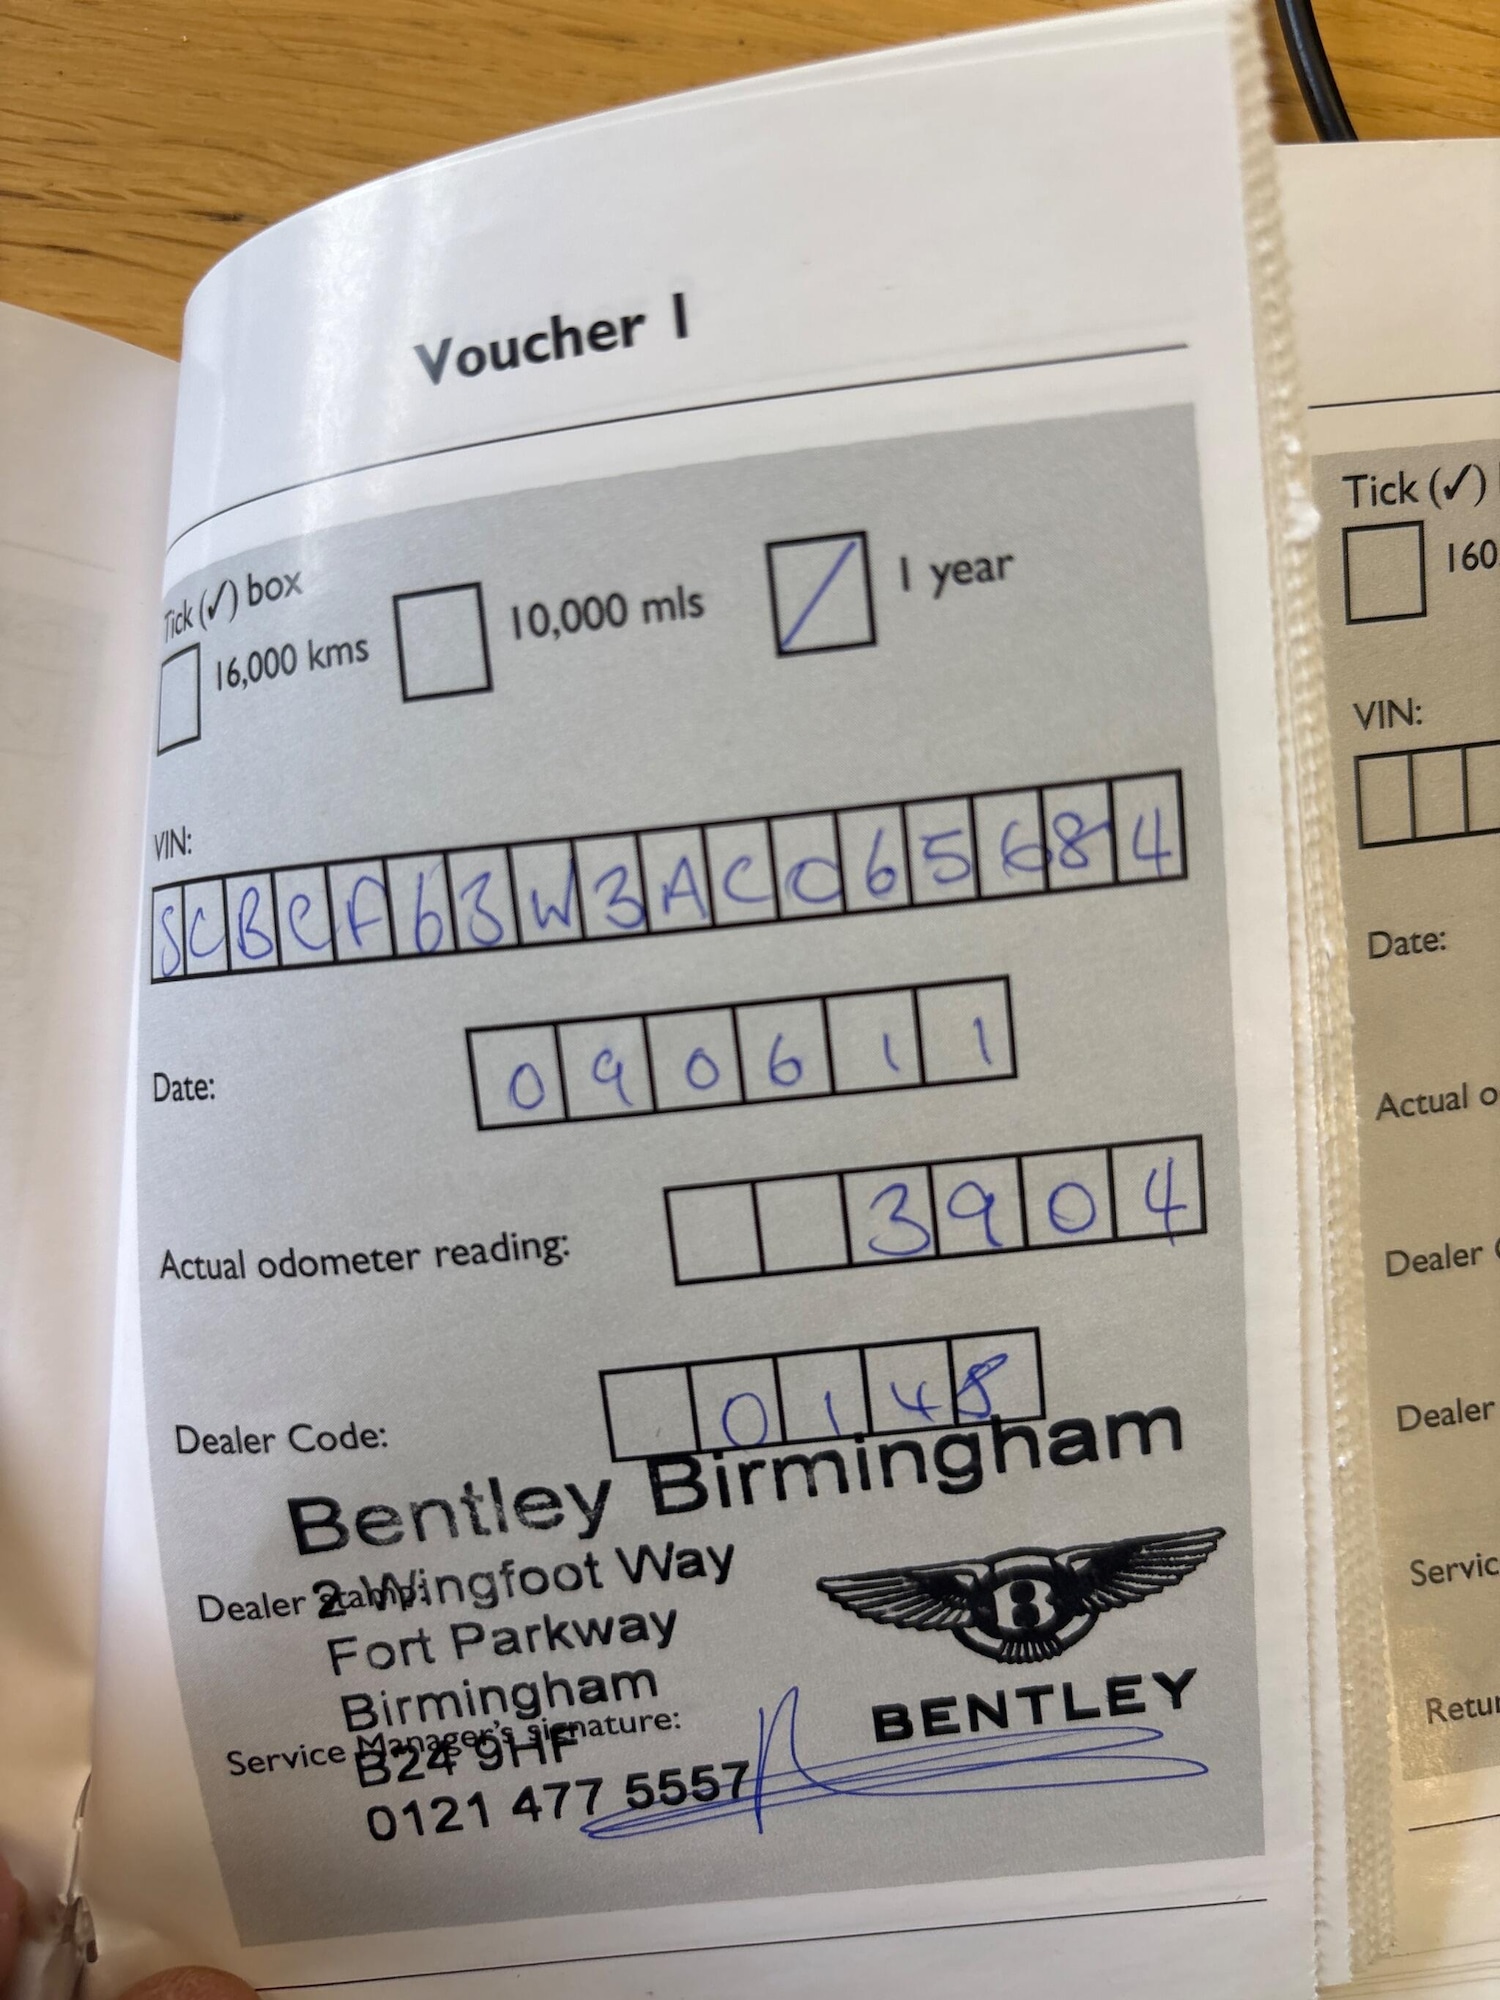 Voucher 1
Tick (✓) box
16,000 kms
10,000 mls
1 year
VIN:
SCBCF63W3AC065684
Date:
090611
Actual odometer reading:
3904
Dealer Code:
0148
Bentley Birmingham
Dealer stamp:
2 Wingfoot Way
Fort Parkway
Birmingham
Service Manager's signature:
B24 9HF
0121 477 5557
B
BENTLEY
Tick (✓)
160
VIN:
Date:
Actual o
Dealer
Dealer
Servic
Retur